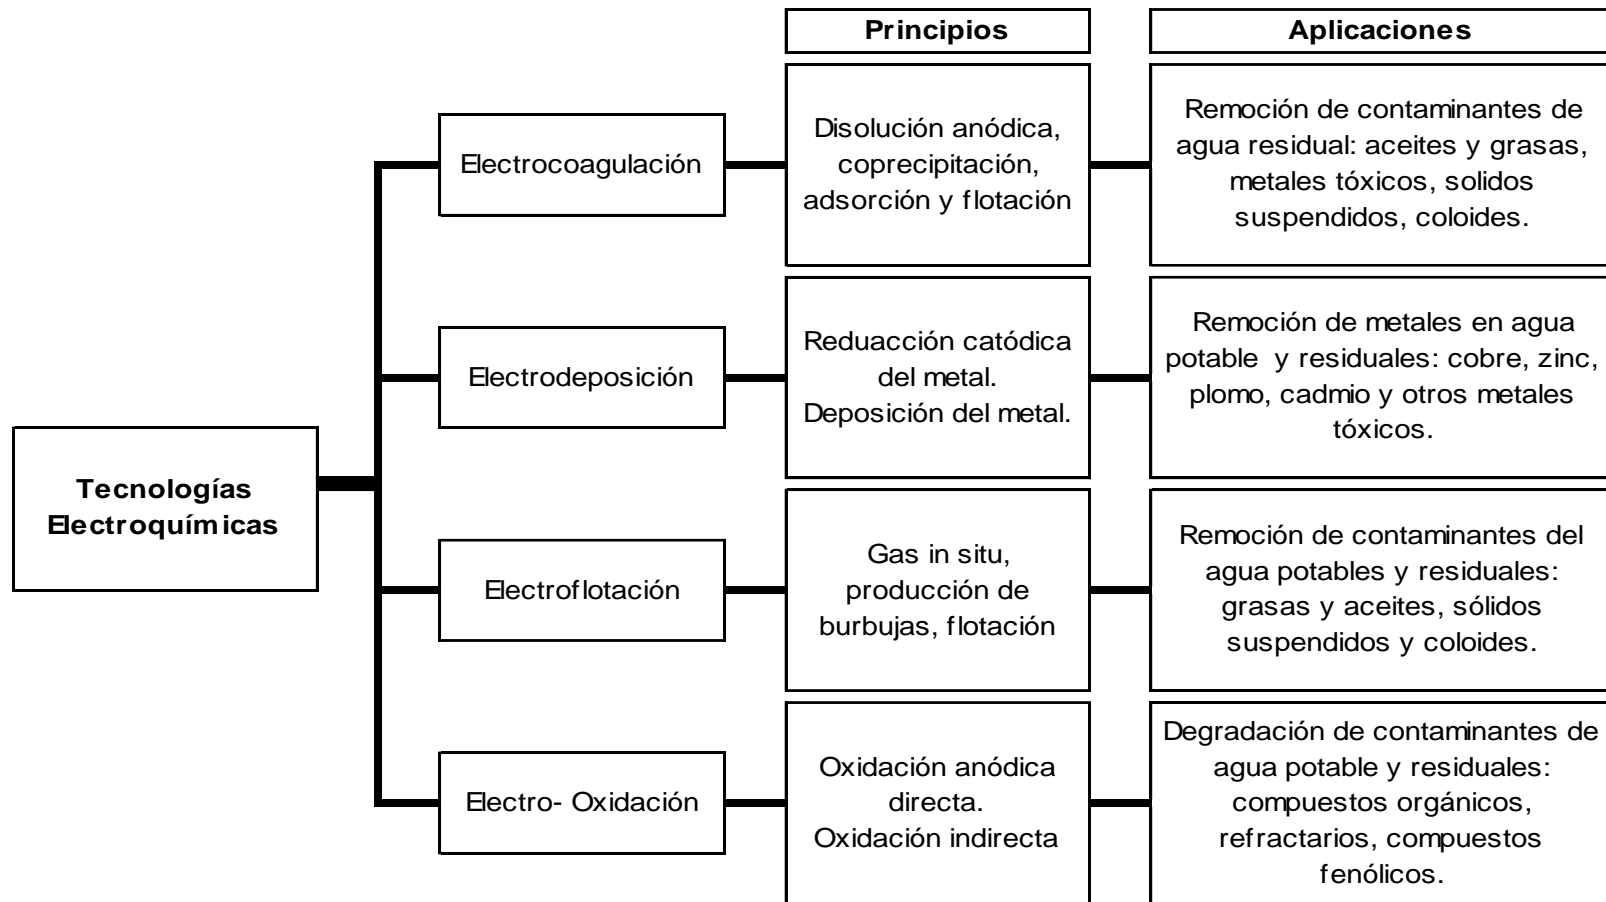 Principios
Aplicaciones
Tecnologías
Electroquímicas
Electrocoagulación
Disolución anódica,
coprecipitación,
adsorción y flotación
Remoción de contaminantes de
agua residual: aceites y grasas,
metales tóxicos, solidos
suspendidos, coloides.
Electrodeposición
Reduacción catódica
del metal.
Deposición del metal.
Remoción de metales en agua
potable y residuales: cobre, zinc,
plomo, cadmio y otros metales
tóxicos.
Electroflotación
Gas in situ,
producción de
burbujas, flotación
Remoción de contaminantes del
agua potables y residuales:
grasas y aceites, sólidos
suspendidos y coloides.
Electro- Oxidación
Oxidación anódica
directa.
Oxidación indirecta
Degradación de contaminantes de
agua potable y residuales:
compuestos orgánicos,
refractarios, compuestos
fenólicos.